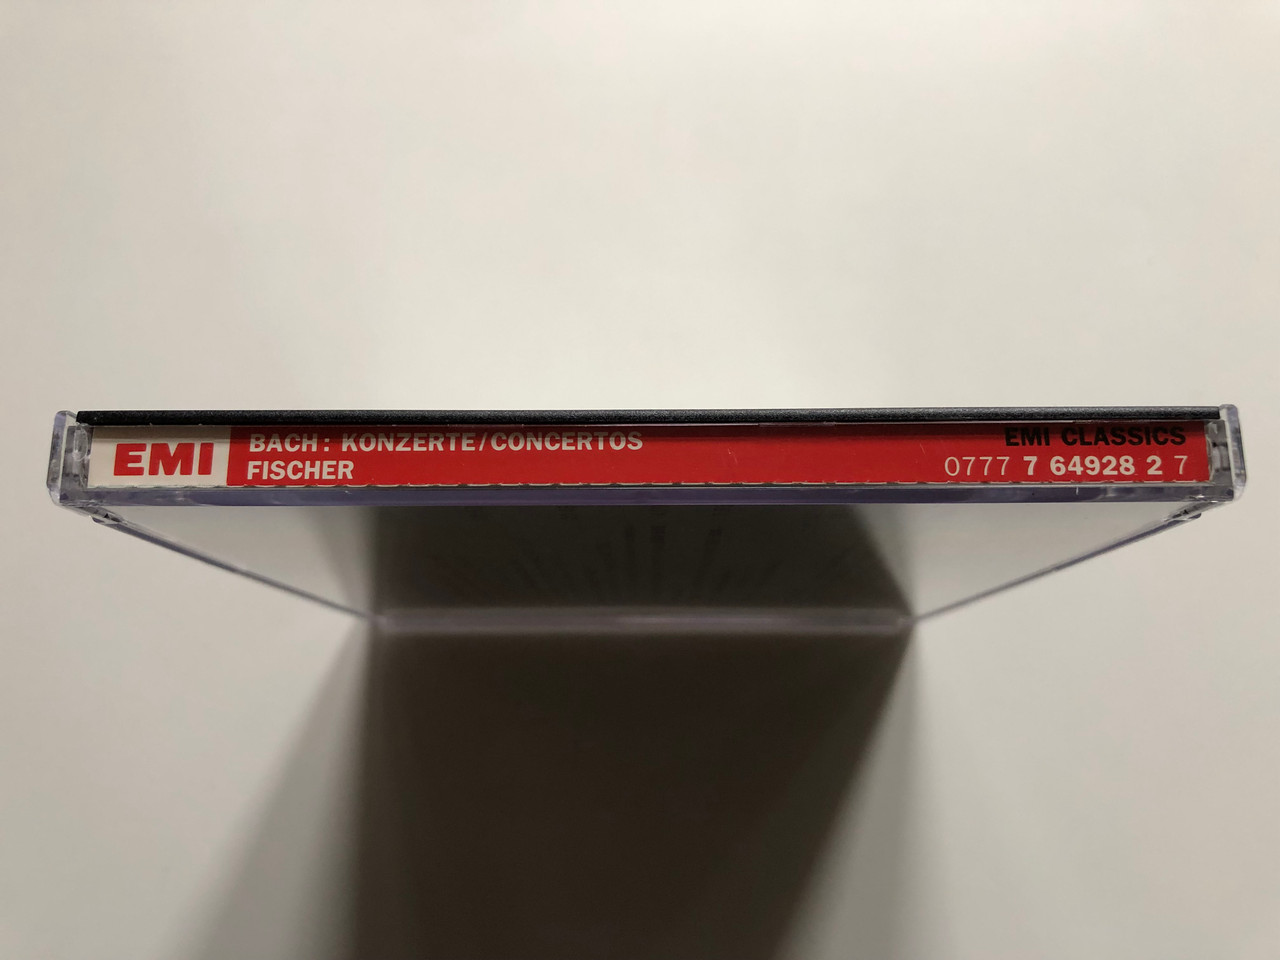 EMI
BACH: KONZERTE/CONCERTOS
FISCHER
EMI CLASSICS
0777 7 64928 2 7